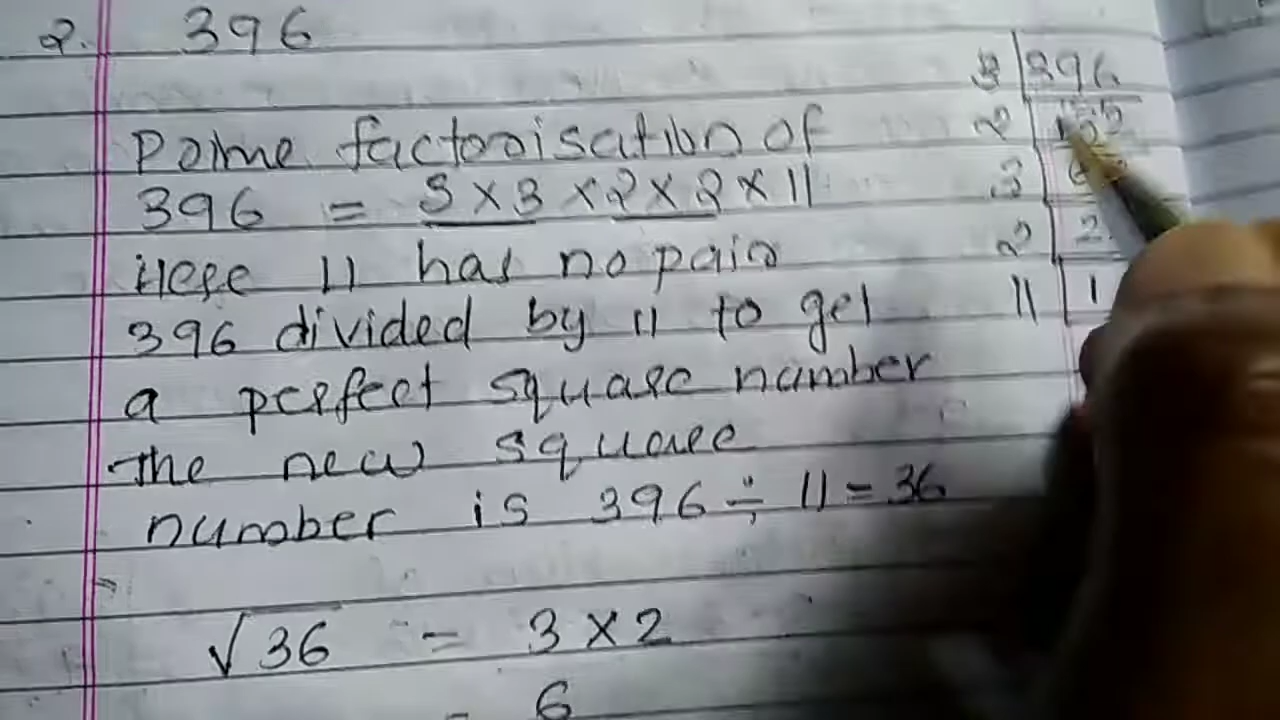 2. 396
Prime factorisation of
396 = 3 x 3 x 2 x 2 x 11
Here 11 has no pair
396 divided by 11 to get
a perfect square number
The new square
number is 396 ÷ 11 = 36
√36 = 3 x 2
= 6
3 | 396
2 |
3 | 6
2 | 2
11 | 1